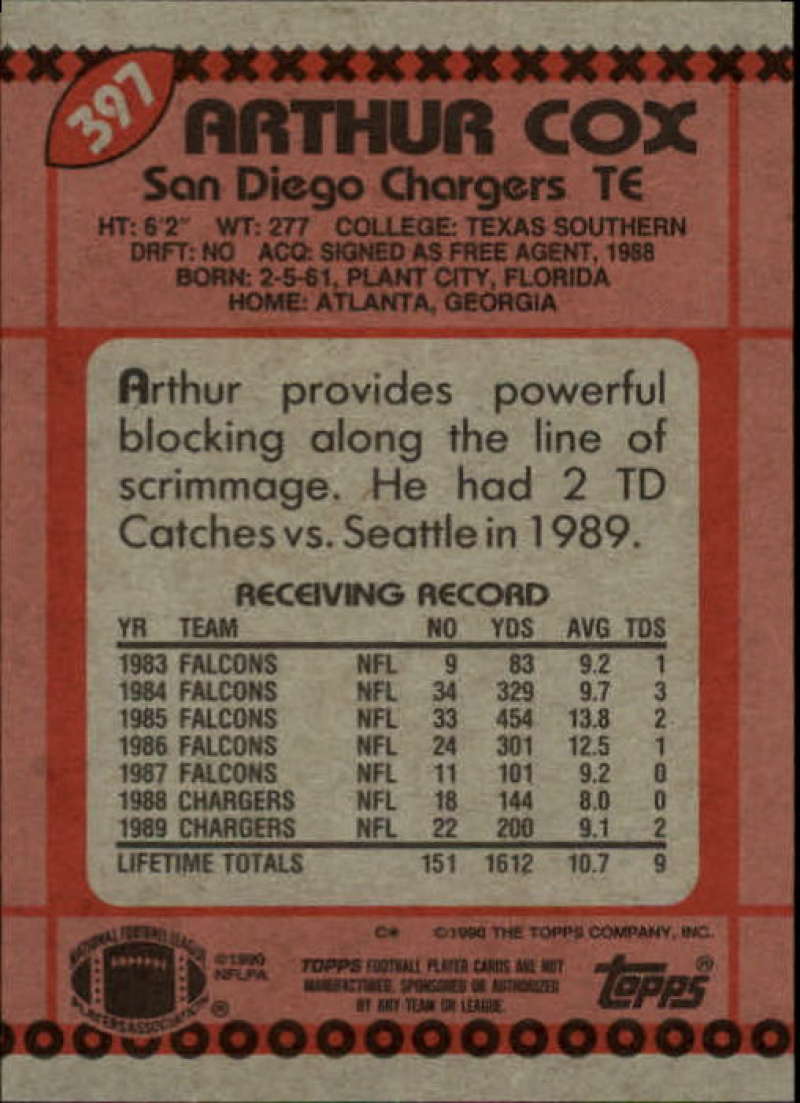 397
ARTHUR COX
San Diego Chargers TE
HT: 6'2" WT: 277 COLLEGE: TEXAS SOUTHERN
DRFT: NO ACQ: SIGNED AS FREE AGENT, 1988
BORN: 2-5-61, PLANT CITY, FLORIDA
HOME: ATLANTA, GEORGIA
Arthur provides powerful
blocking along the line of
scrimmage. He had 2 TD
Catches vs. Seattle in 1989.
RECEIVING RECORD
YR TEAM NO YDS AVG TDS
1983 FALCONS NFL 9 83 9.2 1
1984 FALCONS NFL 34 329 9.7 3
1985 FALCONS NFL 33 454 13.8 2
1986 FALCONS NFL 24 301 12.5 1
1987 FALCONS NFL 11 101 9.2 0
1988 CHARGERS NFL 18 144 8.0 0
1989 CHARGERS NFL 22 200 9.1 2
LIFETIME TOTALS 151 1612 10.7 9
C* ©1990 THE TOPPS COMPANY, INC.
NATIONAL FOOTBALL LEAGUE
PLAYERS ASSOCIATION ®
©1990
NFLPA
TOPPS FOOTBALL PLAYER CARDS ARE NOT
MANUFACTURED, SPONSORED OR AUTHORIZED
BY ANY TEAM OR LEAGUE.
Topps ®